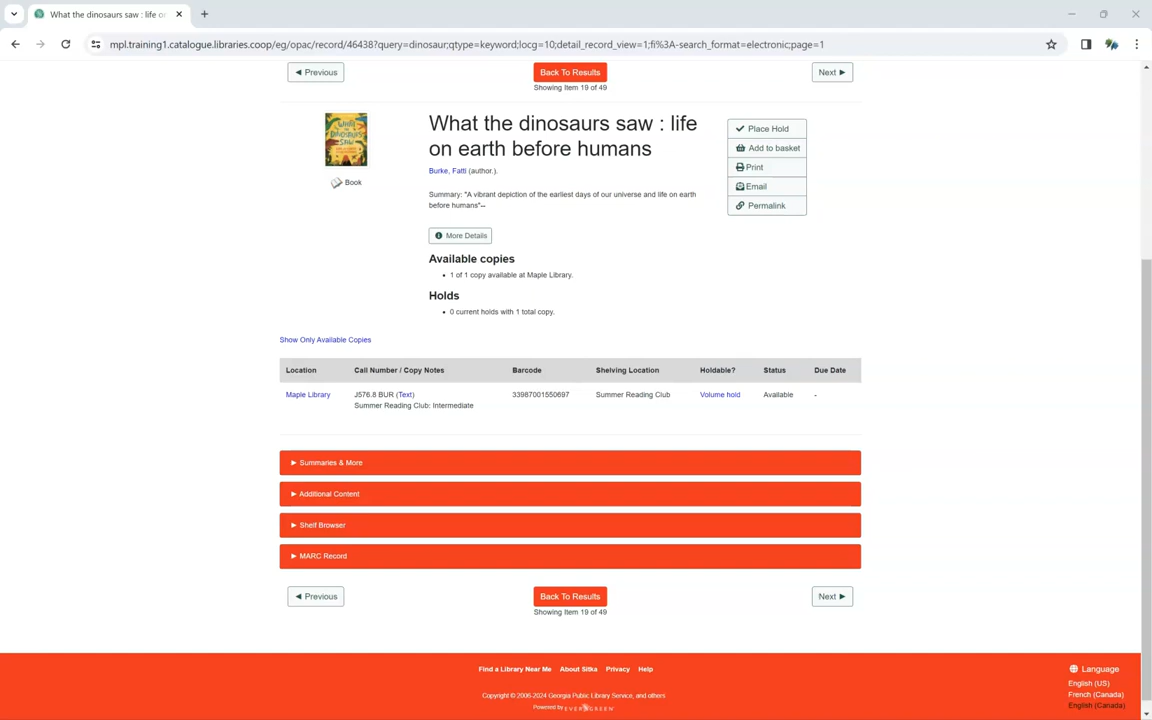 What the dinosaurs saw : life o
mpl.training1.catalogue.libraries.coop/eg/opac/record/46438?query=dinosaur;qtype=keyword;locg=10;detail_record_view=1;fi%3A-search_format=electronic;page=1
◄ Previous
Back To Results
Next ►
Showing Item 19 of 49
WHAT THE DINOSAURS SAW
Book
What the dinosaurs saw : life
on earth before humans
Burke, Fatti (author.).
Summary: "A vibrant depiction of the earliest days of our universe and life on earth
before humans"--
More Details
Place Hold
Add to basket
Print
Email
Permalink
Available copies
• 1 of 1 copy available at Maple Library.
Holds
• 0 current holds with 1 total copy.
Show Only Available Copies
Location Call Number / Copy Notes Barcode Shelving Location Holdable? Status Due Date
Maple Library J576.8 BUR (Text) 33987001550697 Summer Reading Club Volume hold Available -
Summer Reading Club: Intermediate
► Summaries & More
► Additional Content
► Shelf Browser
► MARC Record
◄ Previous
Back To Results
Next ►
Showing Item 19 of 49
Find a Library Near Me About Sitka Privacy Help
Copyright © 2006-2024 Georgia Public Library Service, and others
Powered by EVERGREEN
Language
English (US)
French (Canada)
English (Canada)